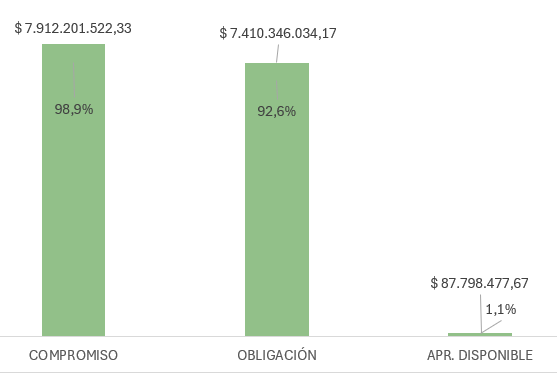 $ 7.912.201.522,33
$ 7.410.346.034,17
98,9%
92,6%
$ 87.798.477,67
1,1%
COMPROMISO
OBLIGACIÓN
APR. DISPONIBLE